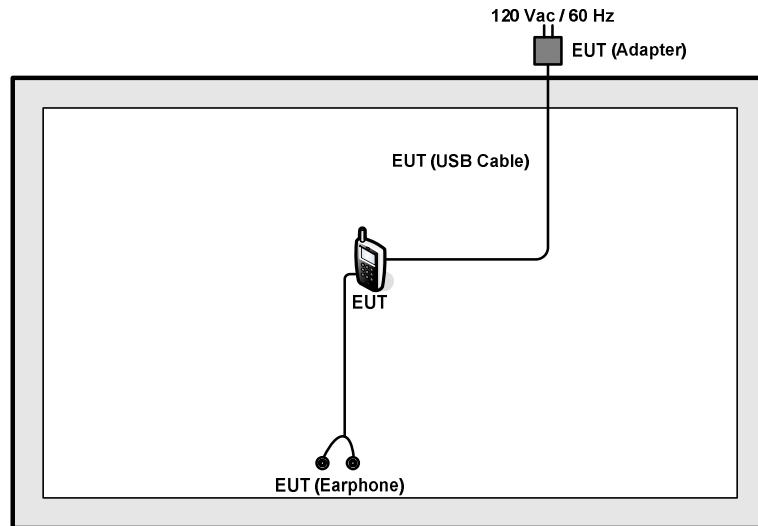 120 Vac / 60 Hz
EUT (Adapter)
EUT (USB Cable)
EUT
EUT (Earphone)